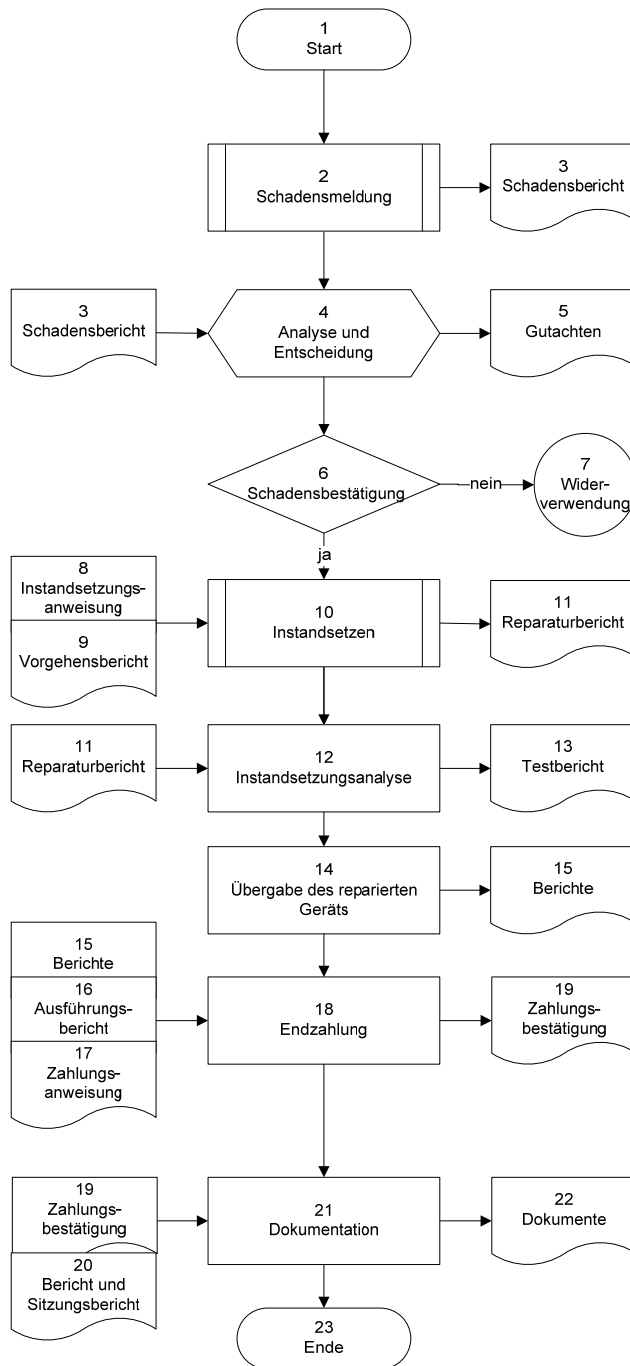 1
Start
2
Schadensmeldung
3
Schadensbericht
3
Schadensbericht
4
Analyse und
Entscheidung
5
Gutachten
6
Schadensbestätigung
nein
7
Wider-
verwendung
ja
8
Instandsetzungs-
anweisung
9
Vorgehensbericht
10
Instandsetzen
11
Reparaturbericht
11
Reparaturbericht
12
Instandsetzungsanalyse
13
Testbericht
14
Übergabe des reparierten
Geräts
15
Berichte
15
Berichte
16
Ausführungs-
bericht
17
Zahlungs-
anweisung
18
Endzahlung
19
Zahlungs-
bestätigung
19
Zahlungs-
bestätigung
20
Bericht und
Sitzungsbericht
21
Dokumentation
22
Dokumente
23
Ende